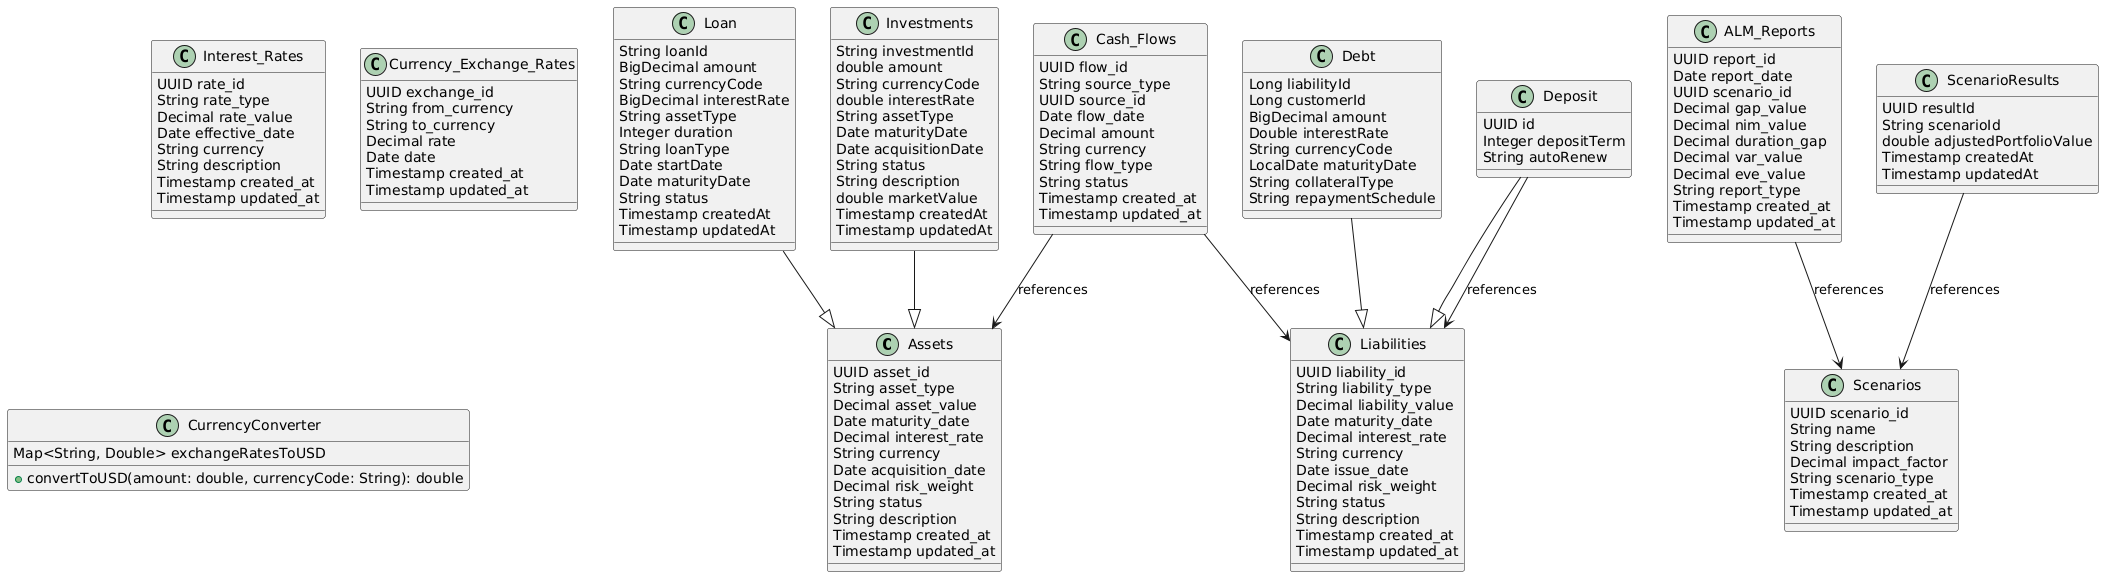 Interest_Rates
UUID rate_id
String rate_type
Decimal rate_value
Date effective_date
String currency
String description
Timestamp created_at
Timestamp updated_at
Currency_Exchange_Rates
UUID exchange_id
String from_currency
String to_currency
Decimal rate
Date date
Timestamp created_at
Timestamp updated_at
Loan
String loanId
BigDecimal amount
String currencyCode
BigDecimal interestRate
String assetType
Integer duration
String loanType
Date startDate
Date maturityDate
String status
Timestamp createdAt
Timestamp updatedAt
Investments
String investmentId
double amount
String currencyCode
double interestRate
String assetType
Date maturityDate
Date acquisitionDate
String status
String description
double marketValue
Timestamp createdAt
Timestamp updatedAt
Cash_Flows
UUID flow_id
String source_type
UUID source_id
Date flow_date
Decimal amount
String currency
String flow_type
String status
Timestamp created_at
Timestamp updated_at
Debt
Long liabilityId
Long customerId
BigDecimal amount
Double interestRate
String currencyCode
LocalDate maturityDate
String collateralType
String repaymentSchedule
Deposit
UUID id
Integer depositTerm
String autoRenew
ALM_Reports
UUID report_id
Date report_date
UUID scenario_id
Decimal gap_value
Decimal nim_value
Decimal duration_gap
Decimal var_value
Decimal eve_value
String report_type
Timestamp created_at
Timestamp updated_at
ScenarioResults
UUID resultId
String scenarioId
double adjustedPortfolioValue
Timestamp createdAt
Timestamp updatedAt
references
references
references
references
references
CurrencyConverter
Map<String, Double> exchangeRatesToUSD
convertToUSD(amount: double, currencyCode: String): double
Assets
UUID asset_id
String asset_type
Decimal asset_value
Date maturity_date
Decimal interest_rate
String currency
Date acquisition_date
Decimal risk_weight
String status
String description
Timestamp created_at
Timestamp updated_at
Liabilities
UUID liability_id
String liability_type
Decimal liability_value
Date maturity_date
Decimal interest_rate
String currency
Date issue_date
Decimal risk_weight
String status
String description
Timestamp created_at
Timestamp updated_at
Scenarios
UUID scenario_id
String name
String description
Decimal impact_factor
String scenario_type
Timestamp created_at
Timestamp updated_at